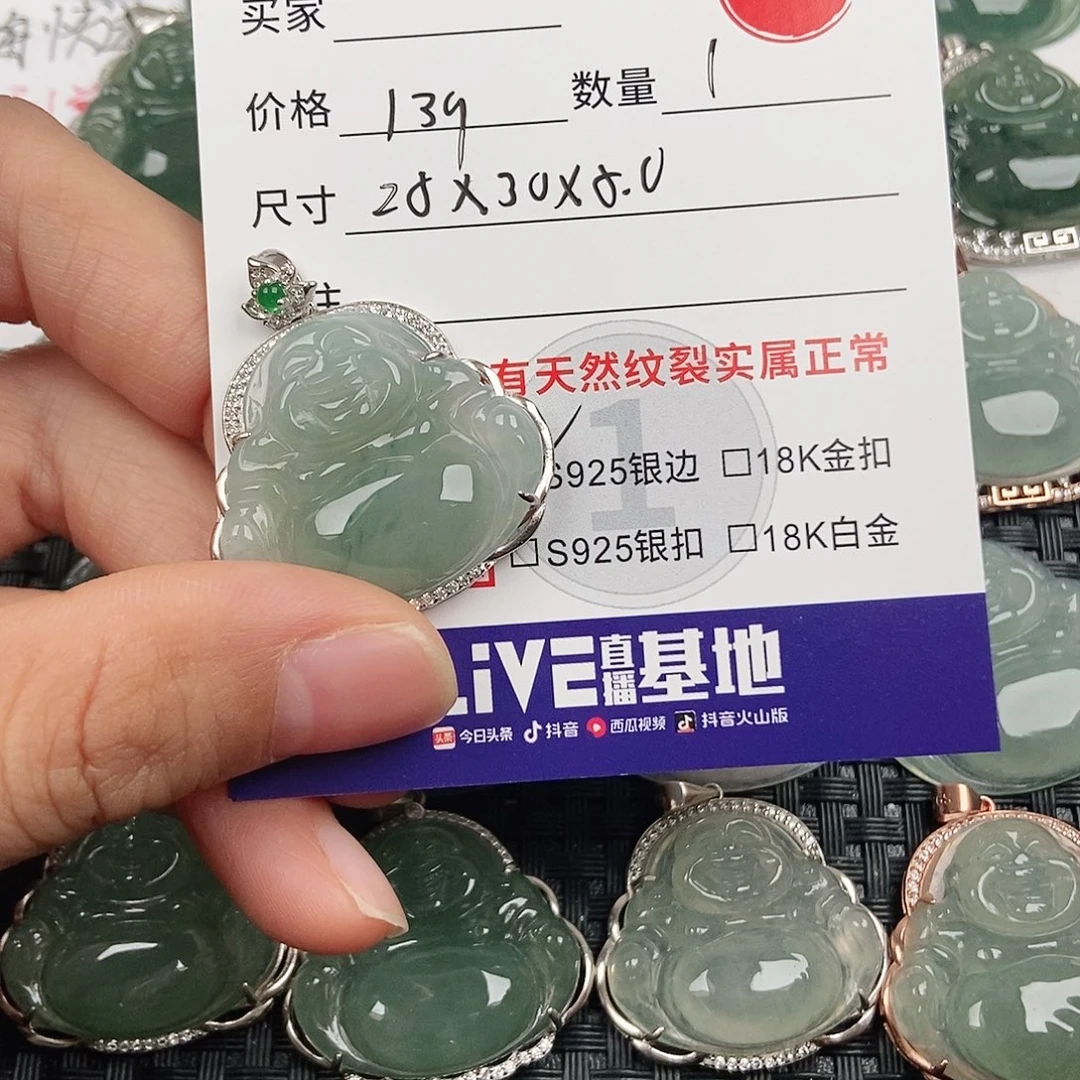 买家
价格 139 数量 1
尺寸 28X30X8.0
主
有天然纹裂实属正常
S925银边 □18K金扣
□S925银扣 □18K白金
LiVE直播基地
头条 今日头条 抖音 西瓜视频 抖音火山版